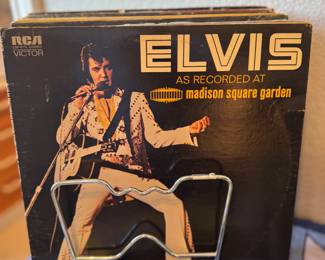 RCA
VICTOR
ELVIS
AS RECORDED AT
madison square garden